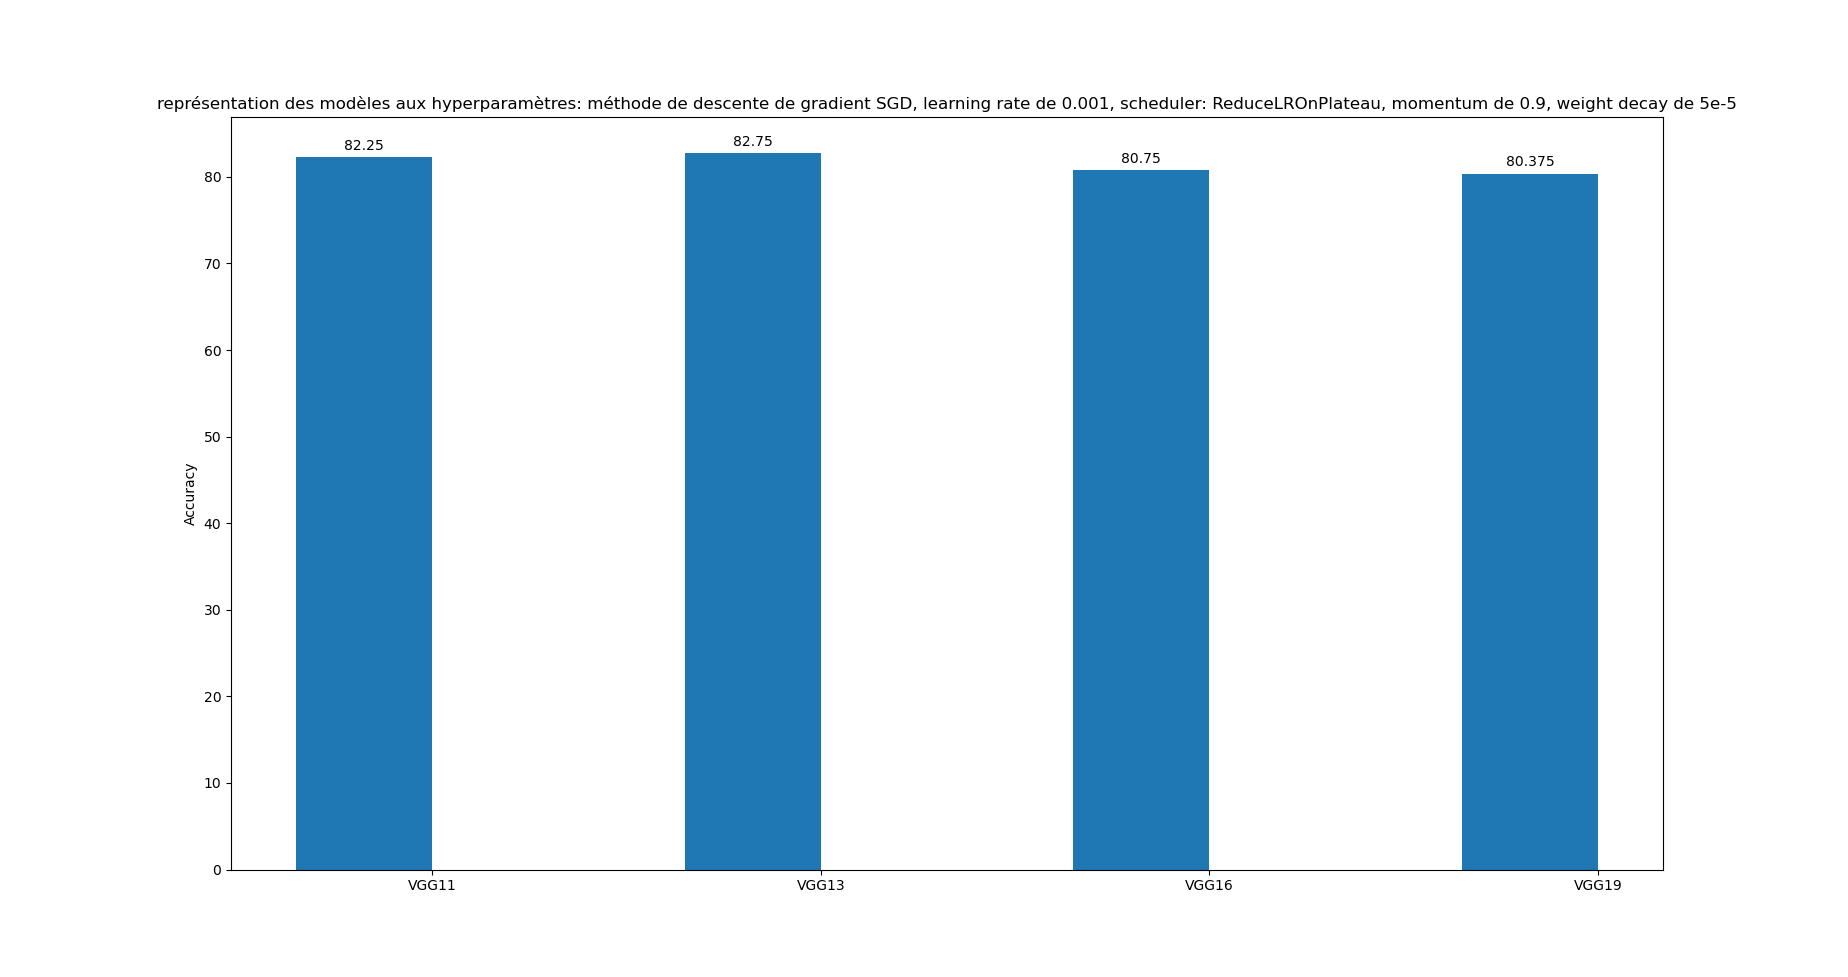 représentation des modèles aux hyperparamètres: méthode de descente de gradient SGD, learning rate de 0.001, scheduler: ReduceLROnPlateau, momentum de 0.9, weight decay de 5e-5
82.25
82.75
80.75
80.375
80
70
60
50
40
30
20
10
0
Accuracy
VGG11
VGG13
VGG16
VGG19